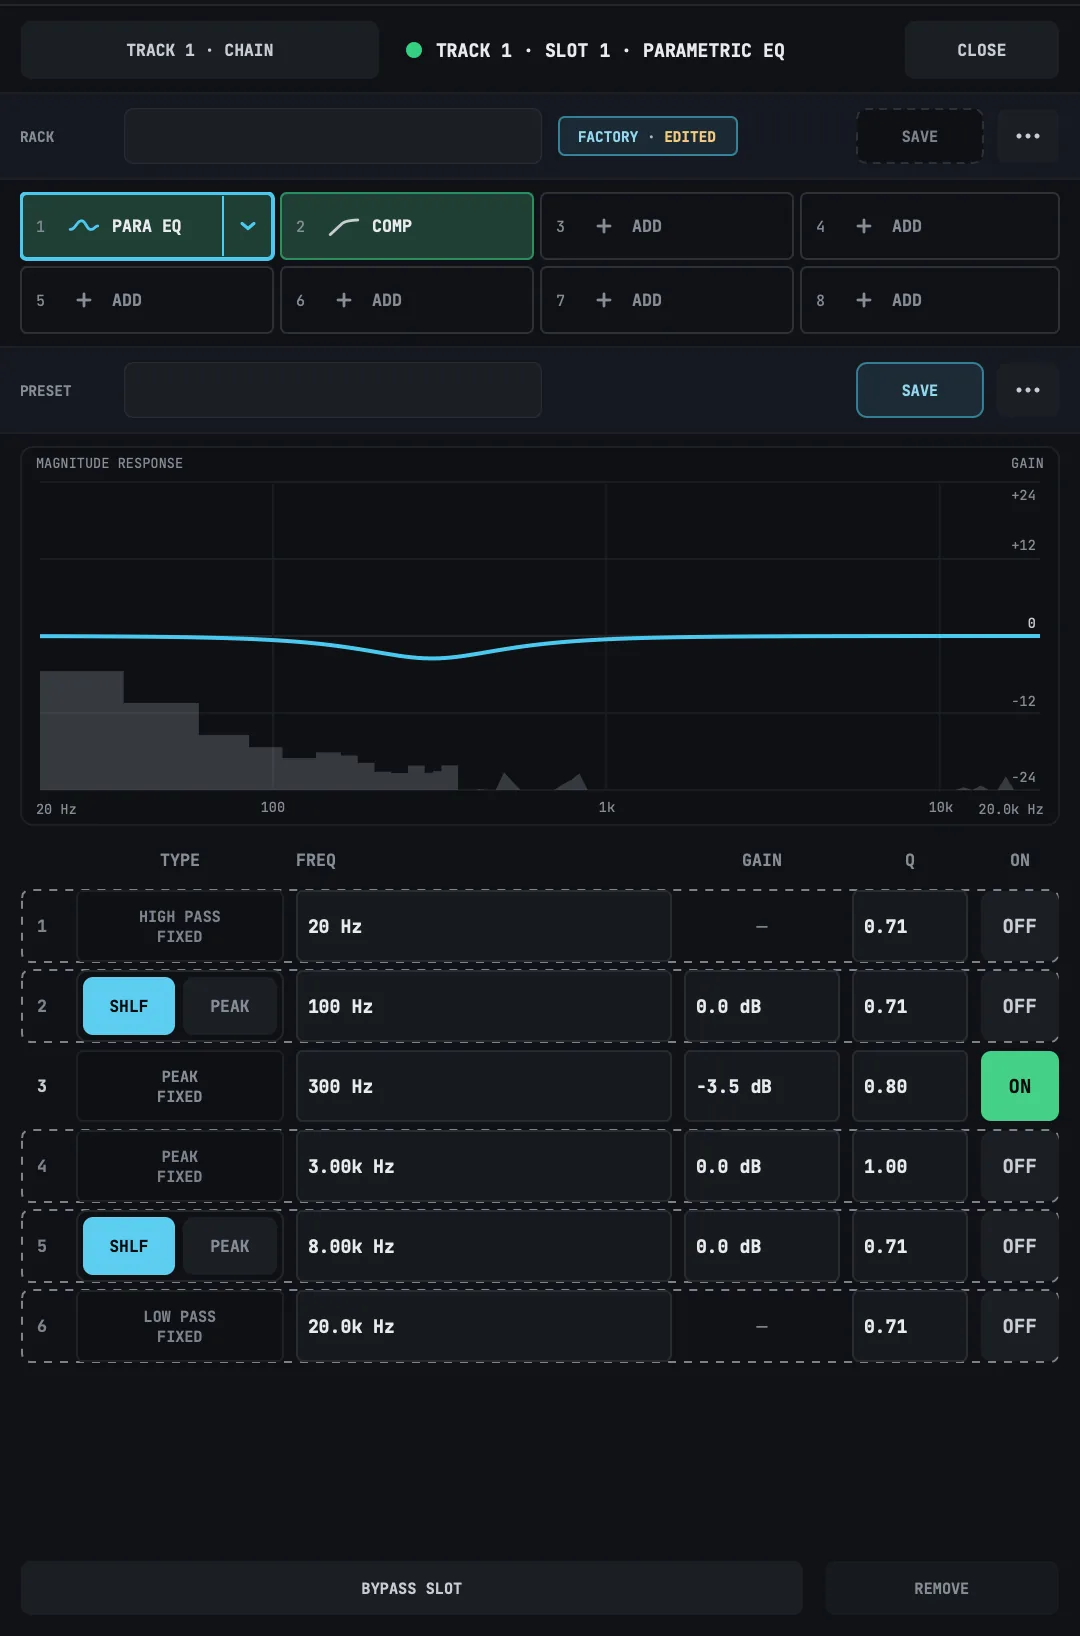 TRACK 1 · CHAIN
TRACK 1 · SLOT 1 · PARAMETRIC EQ
CLOSE
RACK
FACTORY · EDITED
SAVE
1 PARA EQ
2 COMP
3 + ADD
4 + ADD
5 + ADD
6 + ADD
7 + ADD
8 + ADD
PRESET
SAVE
MAGNITUDE RESPONSE
GAIN
+24
+12
0
-12
-24
20 Hz 100 1k 10k 20.0k Hz
TYPE FREQ GAIN Q ON
1 HIGH PASS
FIXED
20 Hz — 0.71 OFF
2 SHLF PEAK 100 Hz 0.0 dB 0.71 OFF
3 PEAK
FIXED
300 Hz -3.5 dB 0.80 ON
4 PEAK
FIXED
3.00k Hz 0.0 dB 1.00 OFF
5 SHLF PEAK 8.00k Hz 0.0 dB 0.71 OFF
6 LOW PASS
FIXED
20.0k Hz — 0.71 OFF
BYPASS SLOT
REMOVE